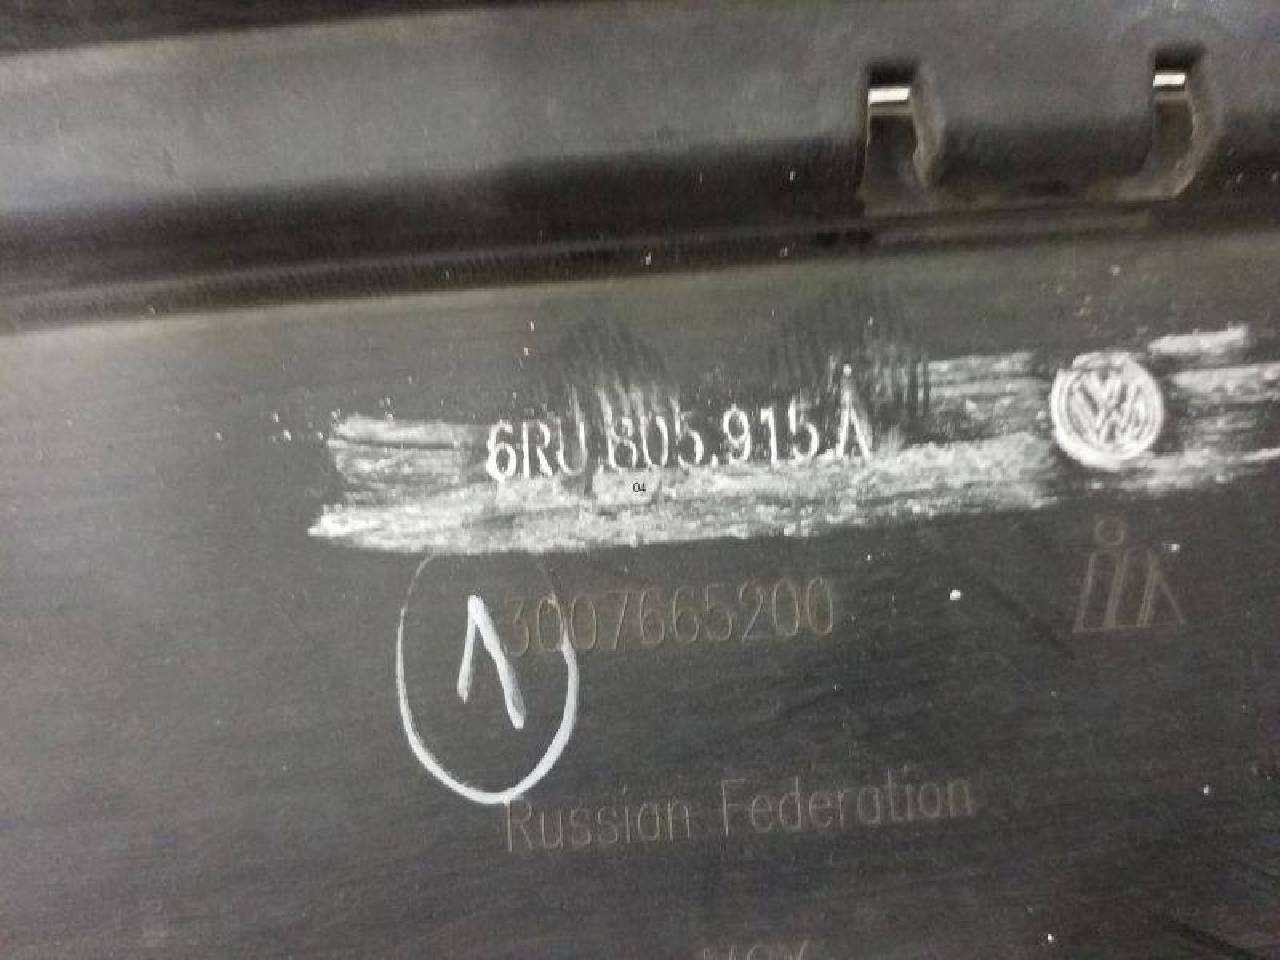 6RU.805.915.A
04
3007665200
1
Russian Federation